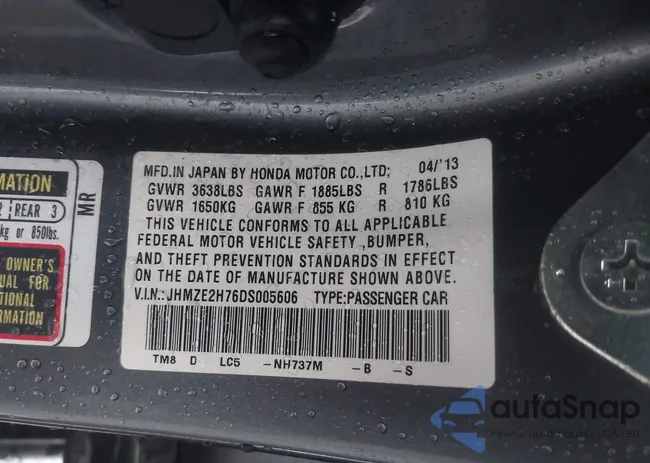 MATION
REAR 3
kg or 850lbs.
OWNER'S
UAL FOR
TIONAL
FORMATION
MR
MFD.IN JAPAN BY HONDA MOTOR CO.,LTD; 04/'13
GVWR 3638LBS GAWR F 1885LBS R 1786LBS
GVWR 1650KG GAWR F 855 KG R 810 KG
THIS VEHICLE CONFORMS TO ALL APPLICABLE
FEDERAL MOTOR VEHICLE SAFETY ,BUMPER,
AND THEFT PREVENTION STANDARDS IN EFFECT
ON THE DATE OF MANUFACTURE SHOWN ABOVE.
V.I.N.: JHMZE2H76DS005606 TYPE:PASSENGER CAR
TM8 D LC5 -NH737M -B -S
autaSnap